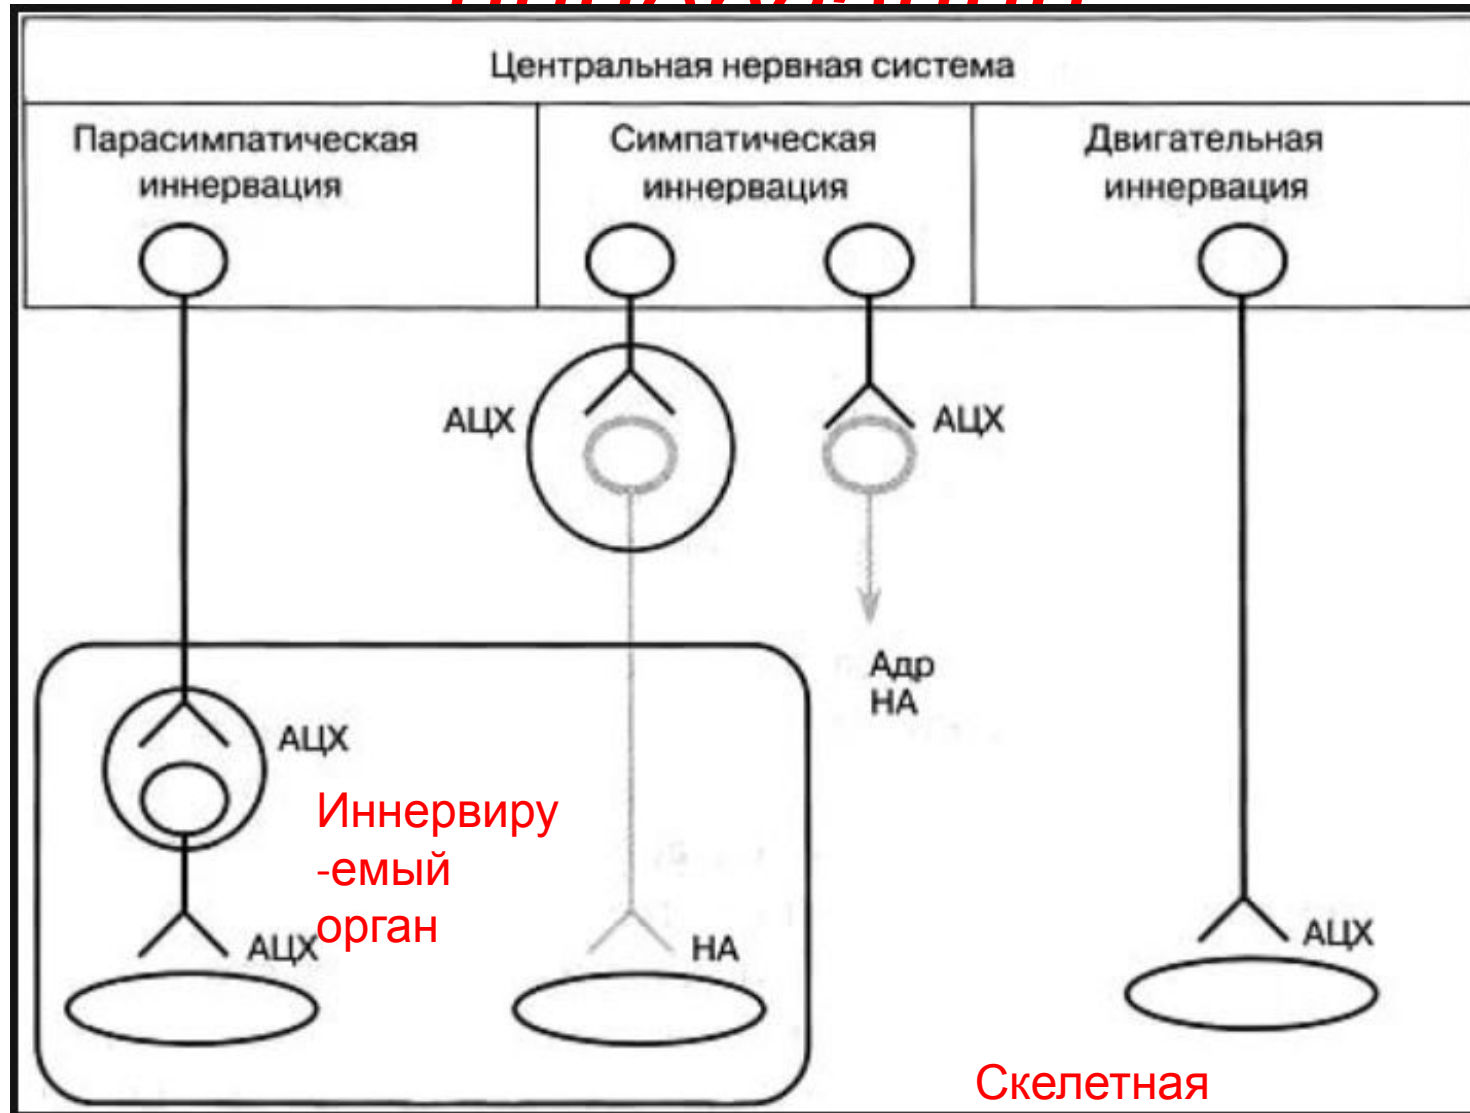 Центральная нервная система
Парасимпатическая
иннервация
Симпатическая
иннервация
Двигательная
иннервация
АЦХ
АЦХ
Адр
НА
АЦХ
Иннервиру
-емый
орган
АЦХ
НА
АЦХ
Скелетная